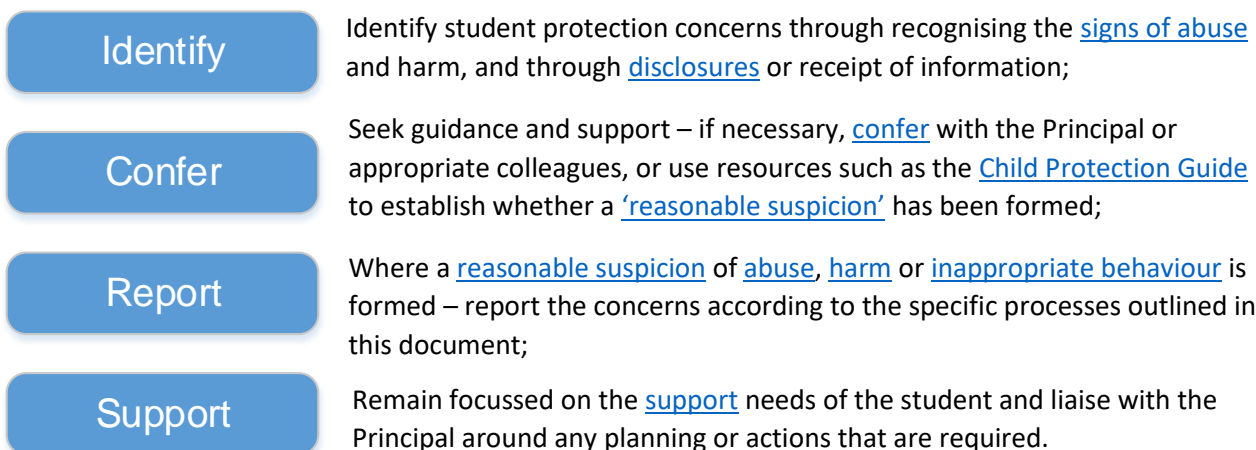 Identify
Identify student protection concerns through recognising the signs of abuse
and harm, and through disclosures or receipt of information;
Confer
Seek guidance and support – if necessary, confer with the Principal or
appropriate colleagues, or use resources such as the Child Protection Guide
to establish whether a ‘reasonable suspicion’ has been formed;
Report
Where a reasonable suspicion of abuse, harm or inappropriate behaviour is
formed – report the concerns according to the specific processes outlined in
this document;
Support
Remain focussed on the support needs of the student and liaise with the
Principal around any planning or actions that are required.